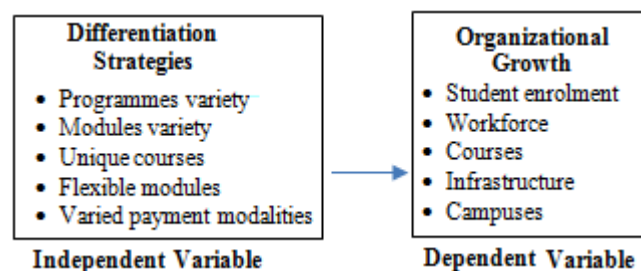 Differentiation
Strategies
• Programmes variety
• Modules variety
• Unique courses
• Flexible modules
• Varied payment modalities
Independent Variable
Organizational
Growth
• Student enrolment
• Workforce
• Courses
• Infrastructure
• Campuses
Dependent Variable